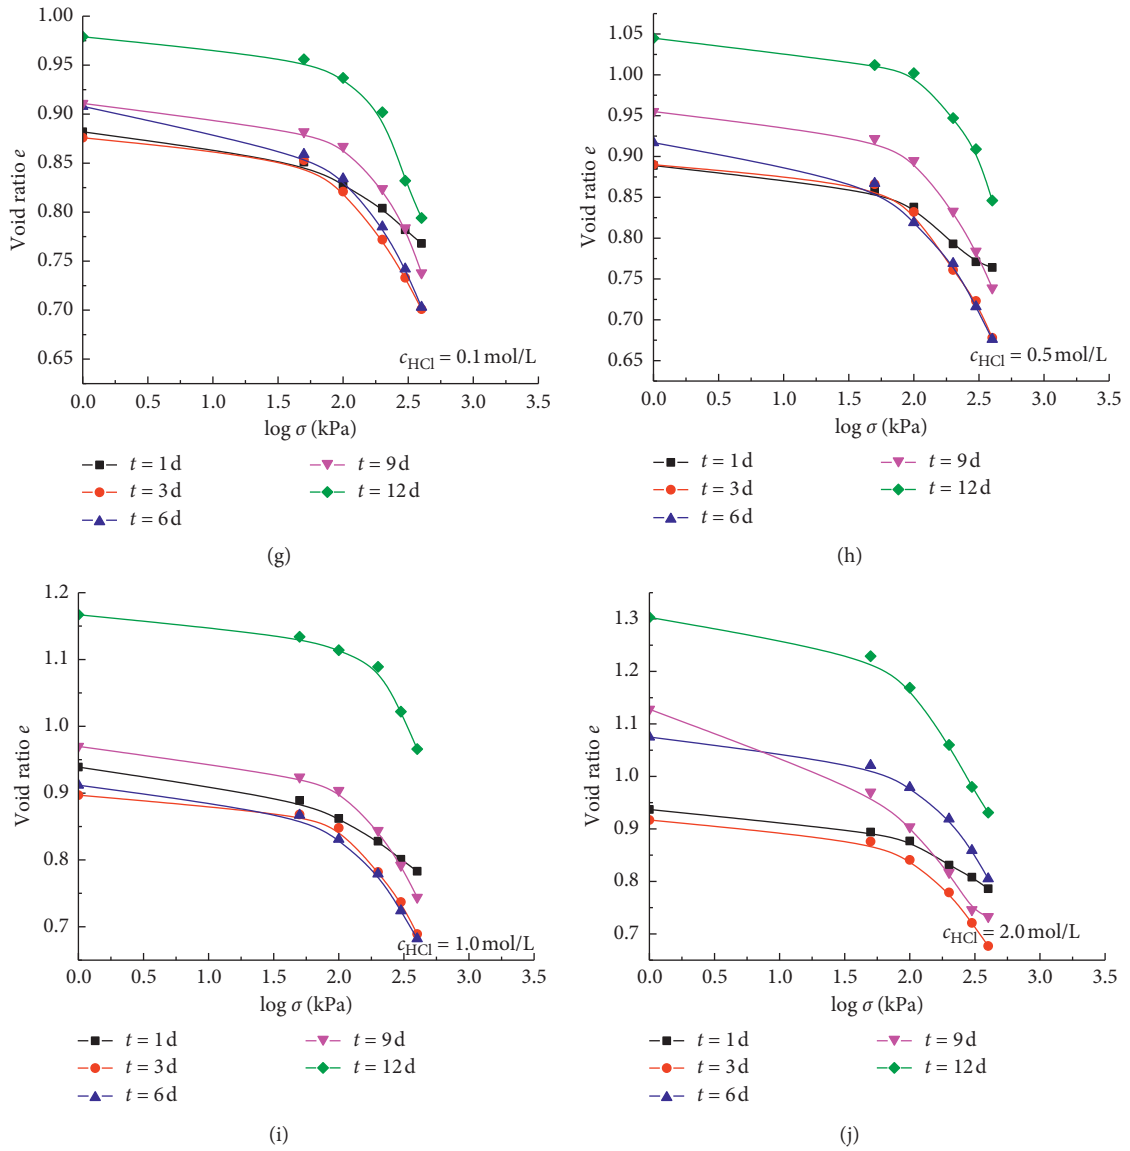 1.00
0.95
0.90
0.85
0.80
0.75
0.70
0.65
Void ratio e
c_HCl = 0.1 mol/L
0.0 0.5 1.0 1.5 2.0 2.5 3.0 3.5
log σ (kPa)
t = 1 d
t = 3 d
t = 6 d
t = 9 d
t = 12 d
(g)
1.05
1.00
0.95
0.90
0.85
0.80
0.75
0.70
0.65
Void ratio e
c_HCl = 0.5 mol/L
0.0 0.5 1.0 1.5 2.0 2.5 3.0 3.5
log σ (kPa)
t = 1 d
t = 3 d
t = 6 d
t = 9 d
t = 12 d
(h)
1.2
1.1
1.0
0.9
0.8
0.7
Void ratio e
c_HCl = 1.0 mol/L
0.0 0.5 1.0 1.5 2.0 2.5 3.0 3.5
log σ (kPa)
t = 1 d
t = 3 d
t = 6 d
t = 9 d
t = 12 d
(i)
1.3
1.2
1.1
1.0
0.9
0.8
0.7
Void ratio e
c_HCl = 2.0 mol/L
0.0 0.5 1.0 1.5 2.0 2.5 3.0 3.5
log σ (kPa)
t = 1 d
t = 3 d
t = 6 d
t = 9 d
t = 12 d
(j)